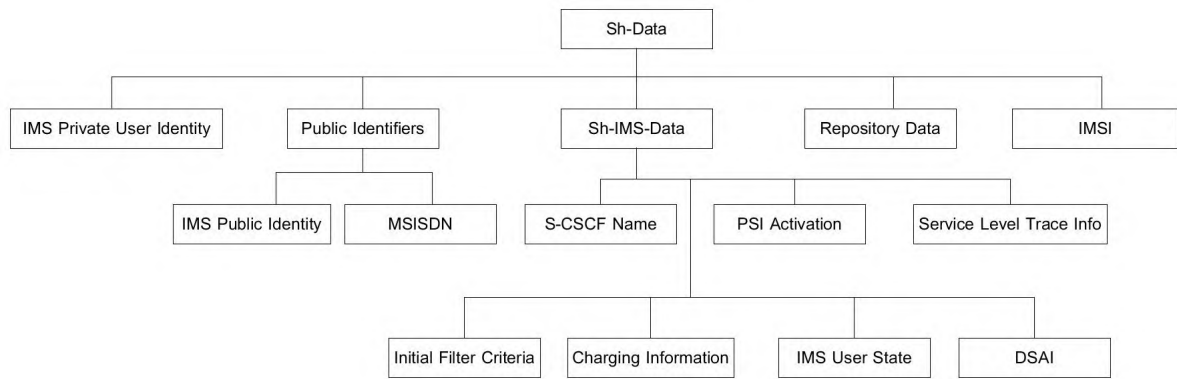 Sh-Data
IMS Private User Identity
Public Identifiers
Sh-IMS-Data
Repository Data
IMSI
IMS Public Identity
MSISDN
S-CSCF Name
PSI Activation
Service Level Trace Info
Initial Filter Criteria
Charging Information
IMS User State
DSAI